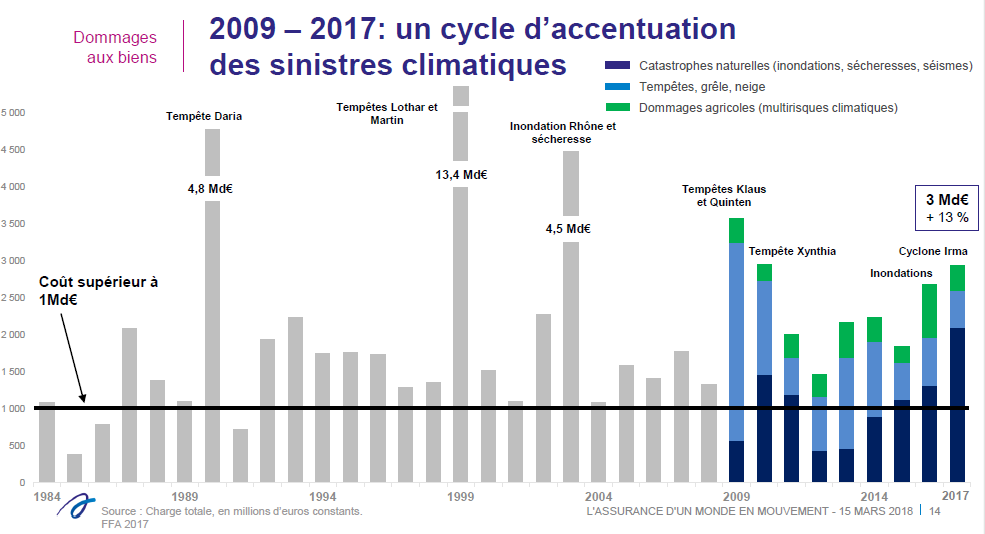 Dommages
aux biens
2009 – 2017: un cycle d’accentuation
des sinistres climatiques
Catastrophes naturelles (inondations, sécheresses, séismes)
Tempêtes, grêle, neige
Dommages agricoles (multirisques climatiques)
5 000
4 500
4 000
3 500
3 000
2 500
2 000
1 500
1 000
500
0
Coût supérieur à
1Md€
Tempête Daria
4,8 Md€
Tempêtes Lothar et
Martin
13,4 Md€
Inondation Rhône et
sécheresse
4,5 Md€
Tempêtes Klaus
et Quinten
Tempête Xynthia
Inondations
Cyclone Irma
3 Md€
+ 13 %
1984
1989
1994
1999
2004
2009
2014
2017
Source : Charge totale, en millions d’euros constants.
FFA 2017
L'ASSURANCE D'UN MONDE EN MOUVEMENT - 15 MARS 2018 | 14